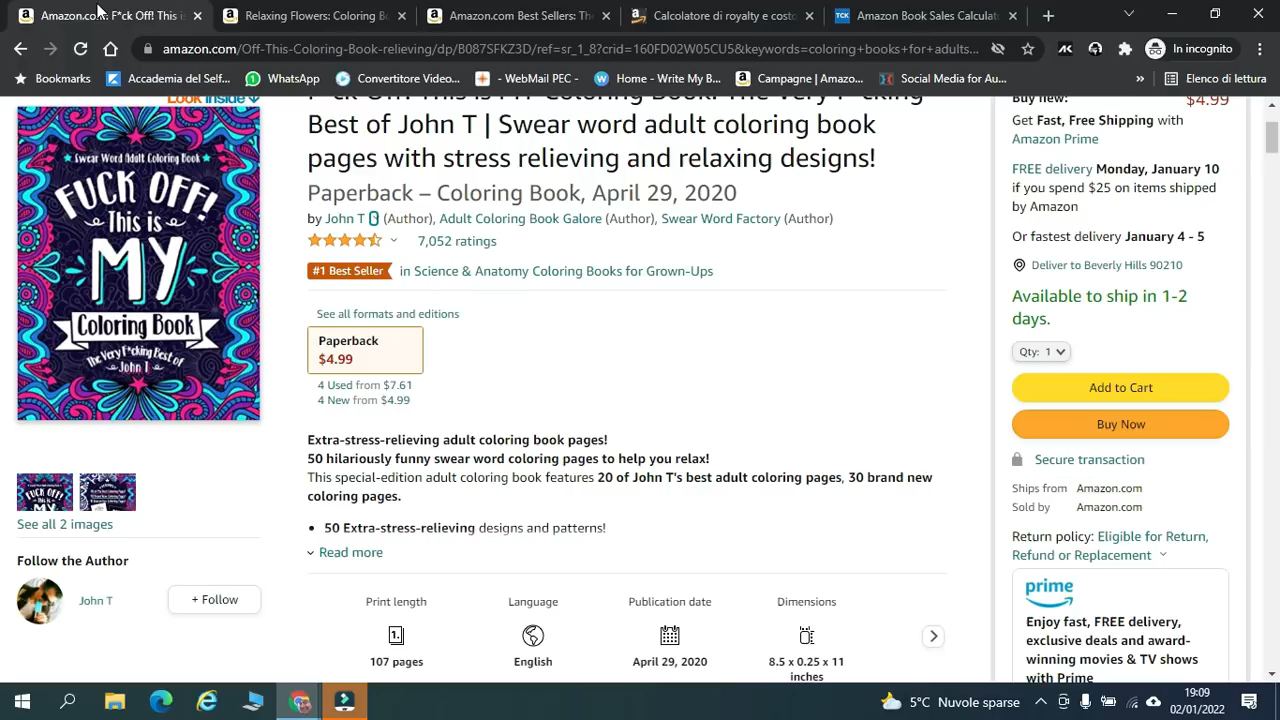 Amazon.com: F*ck Off! This is
Relaxing Flowers: Coloring B
Amazon.com Best Sellers: The
Calcolatore di royalty e costo
Amazon Book Sales Calculat
amazon.com/Off-This-Coloring-Book-relieving/dp/B087SFKZ3D/ref=sr_1_8?crid=160FD02W05CU5&keywords=coloring+books+for+adults...
In incognito
Bookmarks
Accademia del Self...
WhatsApp
Convertitore Video...
- WebMail PEC -
Home - Write My B...
Campagne | Amazo...
Social Media for Au...
»
Elenco di lettura
Look Inside
Swear Word Adult Coloring Book
FUCK OFF!
This is
MY
Coloring Book
The Very F*cking Best of
John T
See all 2 images
Follow the Author
John T
+ Follow
F*ck Off! This is MY Coloring Book: The Very F*cking
Best of John T | Swear word adult coloring book
pages with stress relieving and relaxing designs!
Paperback – Coloring Book, April 29, 2020
by John T (Author), Adult Coloring Book Galore (Author), Swear Word Factory (Author)
7,052 ratings
#1 Best Seller in Science & Anatomy Coloring Books for Grown-Ups
See all formats and editions
Paperback
$4.99
4 Used from $7.61
4 New from $4.99
Extra-stress-relieving adult coloring book pages!
50 hilariously funny swear word coloring pages to help you relax!
This special-edition adult coloring book features 20 of John T's best adult coloring pages, 30 brand new
coloring pages.
• 50 Extra-stress-relieving designs and patterns!
Read more
Print length
1.
107 pages
Language
English
Publication date
April 29, 2020
Dimensions
8.5 x 0.25 x 11
inches
Buy new: $4.99
Get Fast, Free Shipping with
Amazon Prime
FREE delivery Monday, January 10
if you spend $25 on items shipped
by Amazon
Or fastest delivery January 4 - 5
Deliver to Beverly Hills 90210
Available to ship in 1-2
days.
Qty: 1
Add to Cart
Buy Now
Secure transaction
Ships from Amazon.com
Sold by Amazon.com
Return policy: Eligible for Return,
Refund or Replacement
prime
Enjoy fast, FREE delivery,
exclusive deals and award-
winning movies & TV shows
with Prime
5°C Nuvole sparse
19:09
02/01/2022